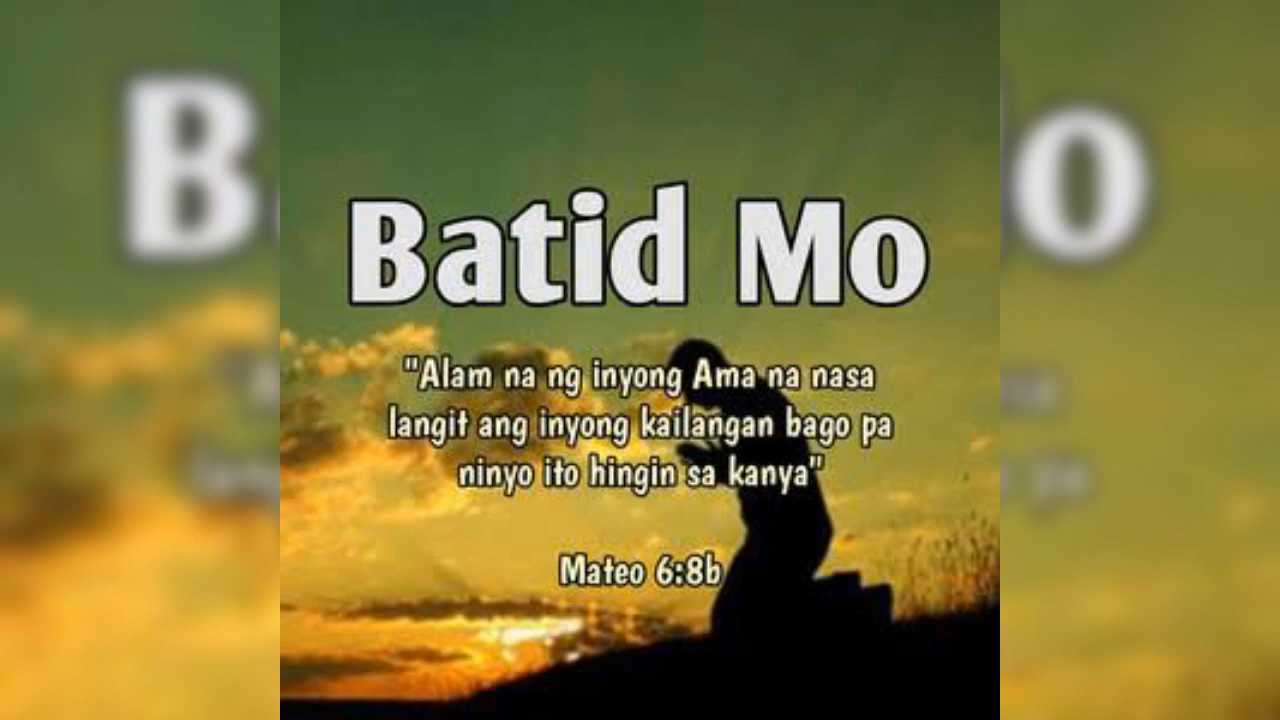 Batid Mo
"Alam na ng inyong Ama na nasa
langit ang inyong kailangan bago pa
ninyo ito hingin sa kanya"
Mateo 6:8b